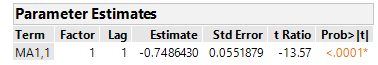 Parameter Estimates
Term Factor Lag Estimate Std Error t Ratio Prob>|t|
MA1,1 1 1 -0.7486430 0.0551879 -13.57 <.0001*